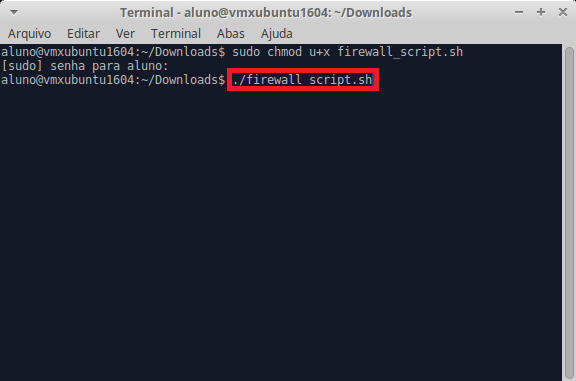 Terminal - aluno@vmxubuntu1604: ~/Downloads
Arquivo Editar Ver Terminal Abas Ajuda
aluno@vmxubuntu1604:~/Downloads$ sudo chmod u+x firewall_script.sh
[sudo] senha para aluno:
aluno@vmxubuntu1604:~/Downloads$ ./firewall_script.sh